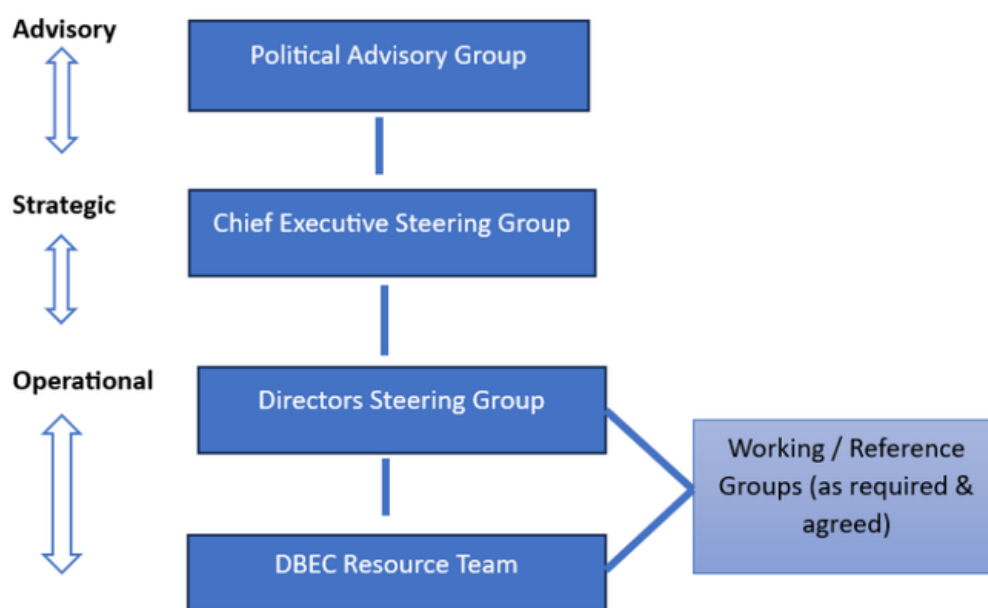 Advisory
Political Advisory Group
Strategic
Chief Executive Steering Group
Operational
Directors Steering Group
Working / Reference
Groups (as required &
agreed)
DBEC Resource Team